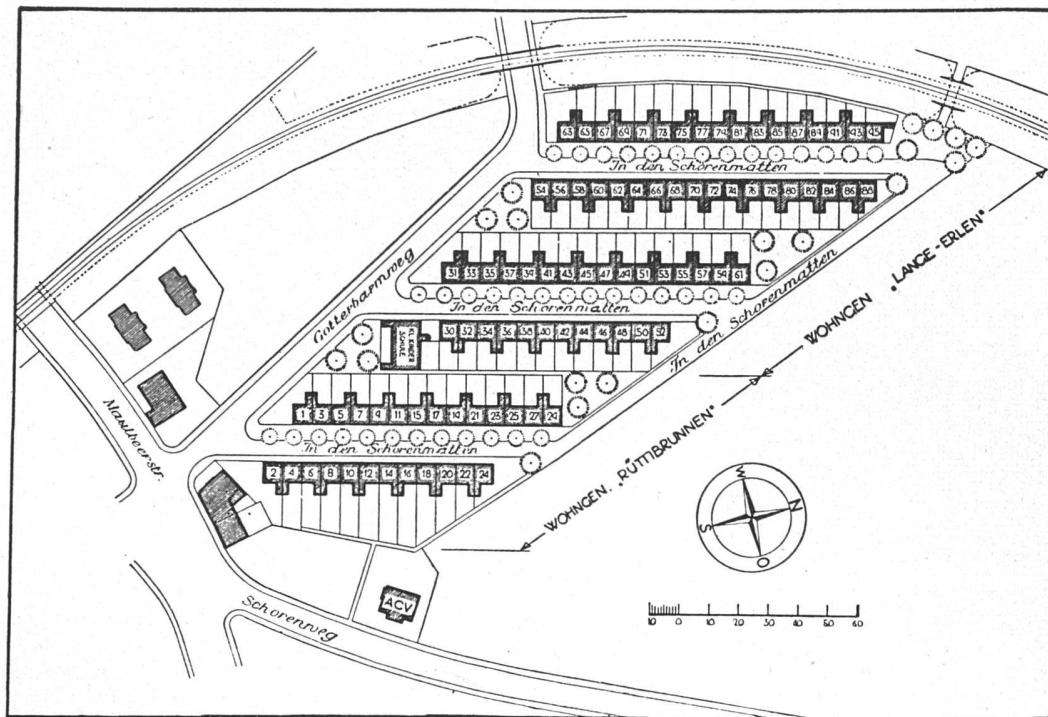 63 63 67 69 71 73 75 77 79 81 83 85 87 89 91 93 95
In den Schorenmatten
54 56 58 60 62 64 66 68 70 72 74 76 78 80 82 84 86 88
31 33 35 37 39 41 43 45 47 49 51 53 55 57 59 61
In den Schorenmatten
30 32 34 36 38 40 42 44 46 48 50 52
KL. KINDER
SCHULE
1 3 5 7 9 11 15 17 19 21 23 25 27 29
In den Schorenmatten
2 4 6 8 10 12 14 16 18 20 22 24
Gotterbarmweg
In den Schorenmatten
Maulbeerstr.
Schorenweg
ACV
WOHNGEN. „RÜTTIBRUNNEN“
WOHNGEN. „LANGE-ERLEN“
W
N
S
O
10 0 10 20 30 40 50 60